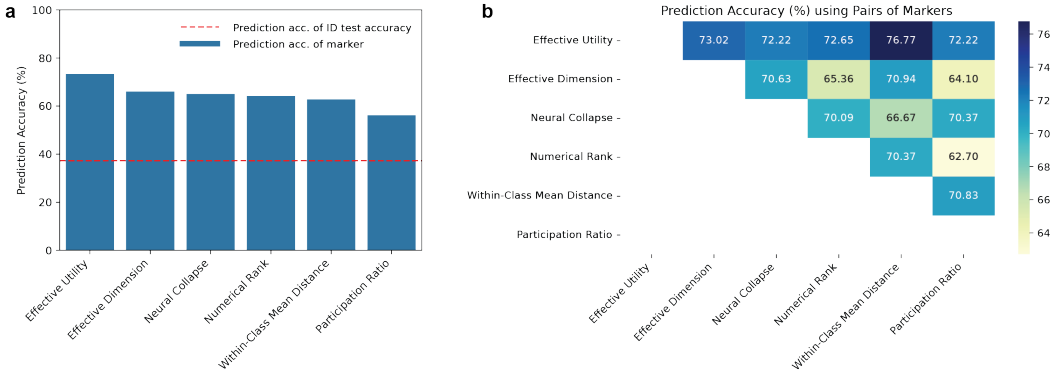 a
Prediction Accuracy (%)
100
80
60
40
20
0
Prediction acc. of ID test accuracy
Prediction acc. of marker
Effective Utility
Effective Dimension
Neural Collapse
Numerical Rank
Within-Class Mean Distance
Participation Ratio
b
Prediction Accuracy (%) using Pairs of Markers
Effective Utility - 73.02 72.22 72.65 76.77 72.22
Effective Dimension - 70.63 65.36 70.94 64.10
Neural Collapse - 70.09 66.67 70.37
Numerical Rank - 70.37 62.70
Within-Class Mean Distance - 70.83
Participation Ratio -
Effective Utility
Effective Dimension
Neural Collapse
Numerical Rank
Within-Class Mean Distance
Participation Ratio
76
74
72
70
68
66
64